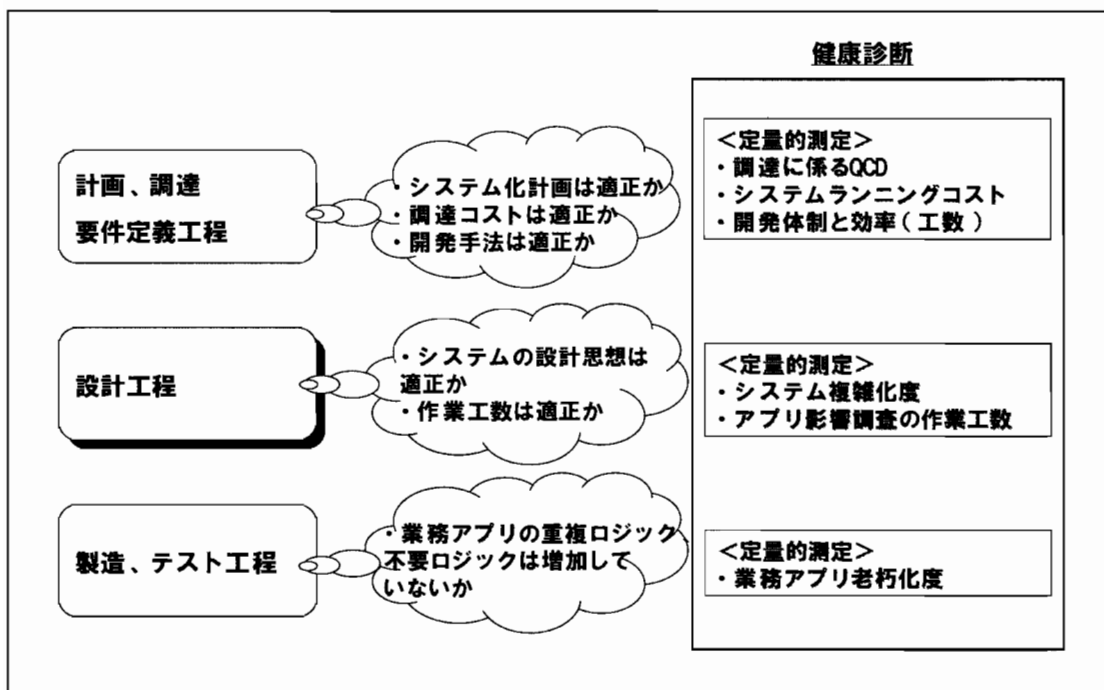 健康診断
計画、調達
要件定義工程
・システム化計画は適正か
・調達コストは適正か
・開発手法は適正か
＜定量的測定＞
・調達に係るQCD
・システムランニングコスト
・開発体制と効率（工数）
設計工程
・システムの設計思想は
適正か
・作業工数は適正か
＜定量的測定＞
・システム複雑化度
・アプリ影響調査の作業工数
製造、テスト工程
・業務アプリの重複ロジック
不要ロジックは増加して
いないか
＜定量的測定＞
・業務アプリ老朽化度